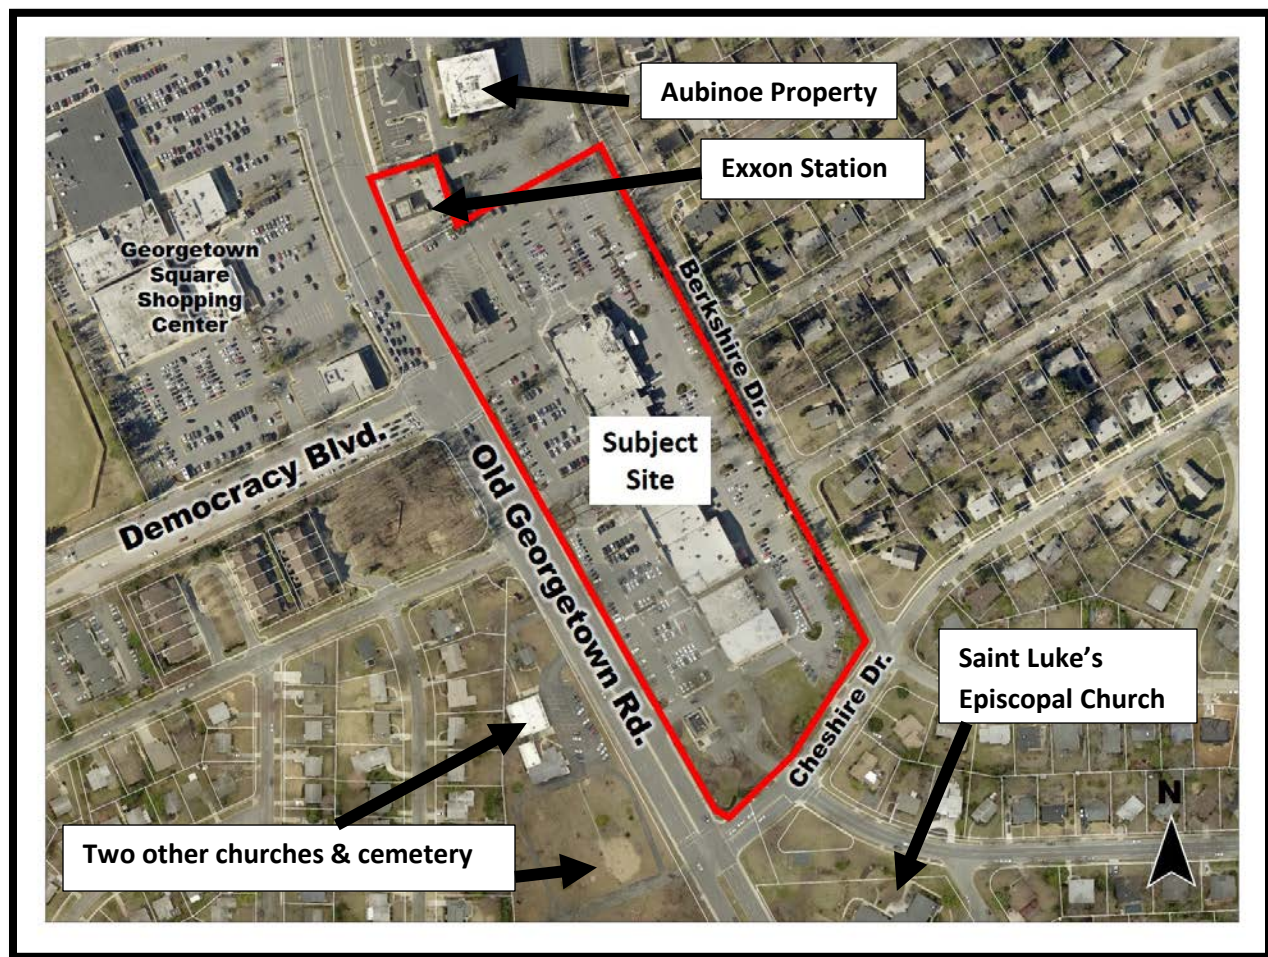 Aubinoe Property
Exxon Station
Georgetown
Square
Shopping
Center
Berkshire Dr.
Subject
Site
Democracy Blvd.
Old Georgetown Rd.
Saint Luke’s
Episcopal Church
Cheshire Dr.
N
Two other churches & cemetery